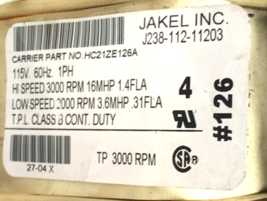 JAKEL INC.
J238-112-11203
CARRIER PART NO. HC21ZE126A
115V. 60Hz. 1PH
HI SPEED 3000 RPM 16MHP 1.4FLA
LOW SPEED 2000 RPM 3.6MHP .31FLA
T.P.L. CLASS B CONT. DUTY
4
#126
27-04 X
TP 3000 RPM